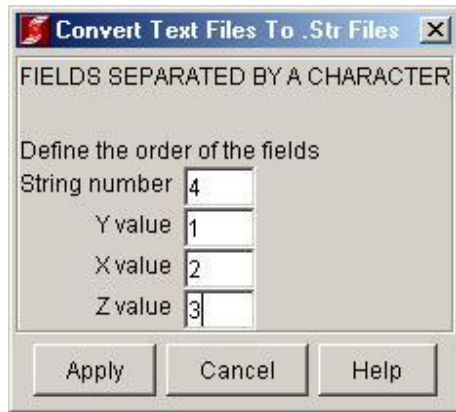 Convert Text Files To .Str Files
FIELDS SEPARATED BY A CHARACTER
Define the order of the fields
String number 4
Y value 1
X value 2
Z value 3
Apply Cancel Help